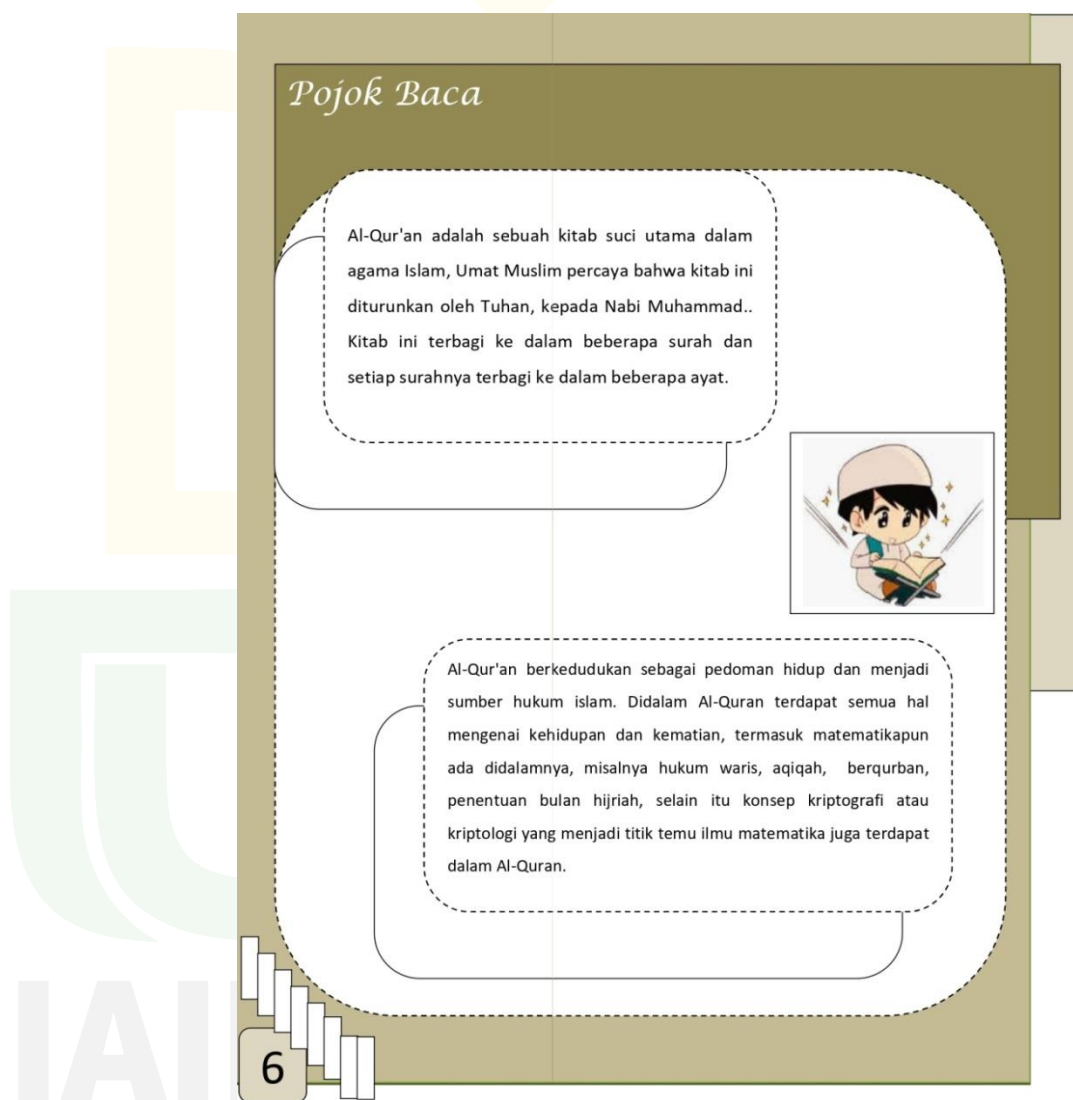 Pojok Baca
Al-Qur'an adalah sebuah kitab suci utama dalam
agama Islam, Umat Muslim percaya bahwa kitab ini
diturunkan oleh Tuhan, kepada Nabi Muhammad..
Kitab ini terbagi ke dalam beberapa surah dan
setiap surahnya terbagi ke dalam beberapa ayat.
Al-Qur'an berkedudukan sebagai pedoman hidup dan menjadi
sumber hukum islam. Didalam Al-Quran terdapat semua hal
mengenai kehidupan dan kematian, termasuk matematikapun
ada didalamnya, misalnya hukum waris, aqiqah, berqurban,
penentuan bulan hijriah, selain itu konsep kriptografi atau
kriptologi yang menjadi titik temu ilmu matematika juga terdapat
dalam Al-Quran.
6